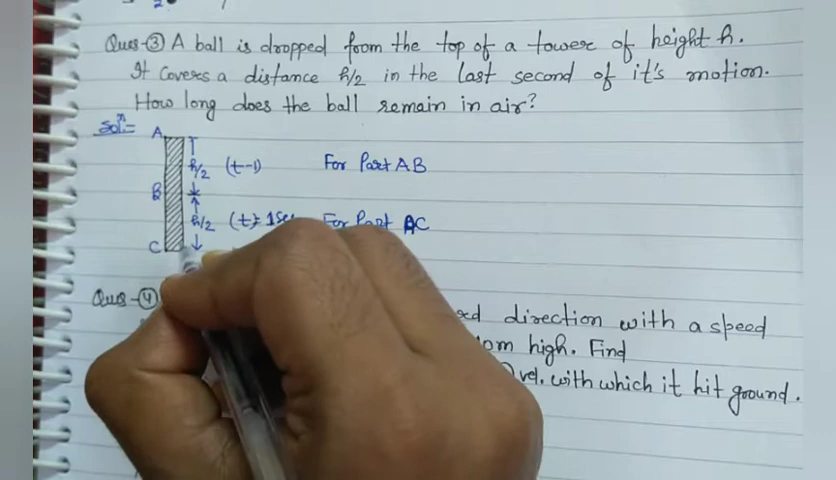 Ques-③ A ball is dropped from the top of a tower of height h.
It covers a distance h/2 in the last second of it's motion.
How long does the ball remain in air?
Solⁿ=
A
h/2 (t-1) For Part AB
B
h/2 (t)= 1 For Part AC
C
Ques-④ direction with a speed
high. Find
vel. with which it hit ground.